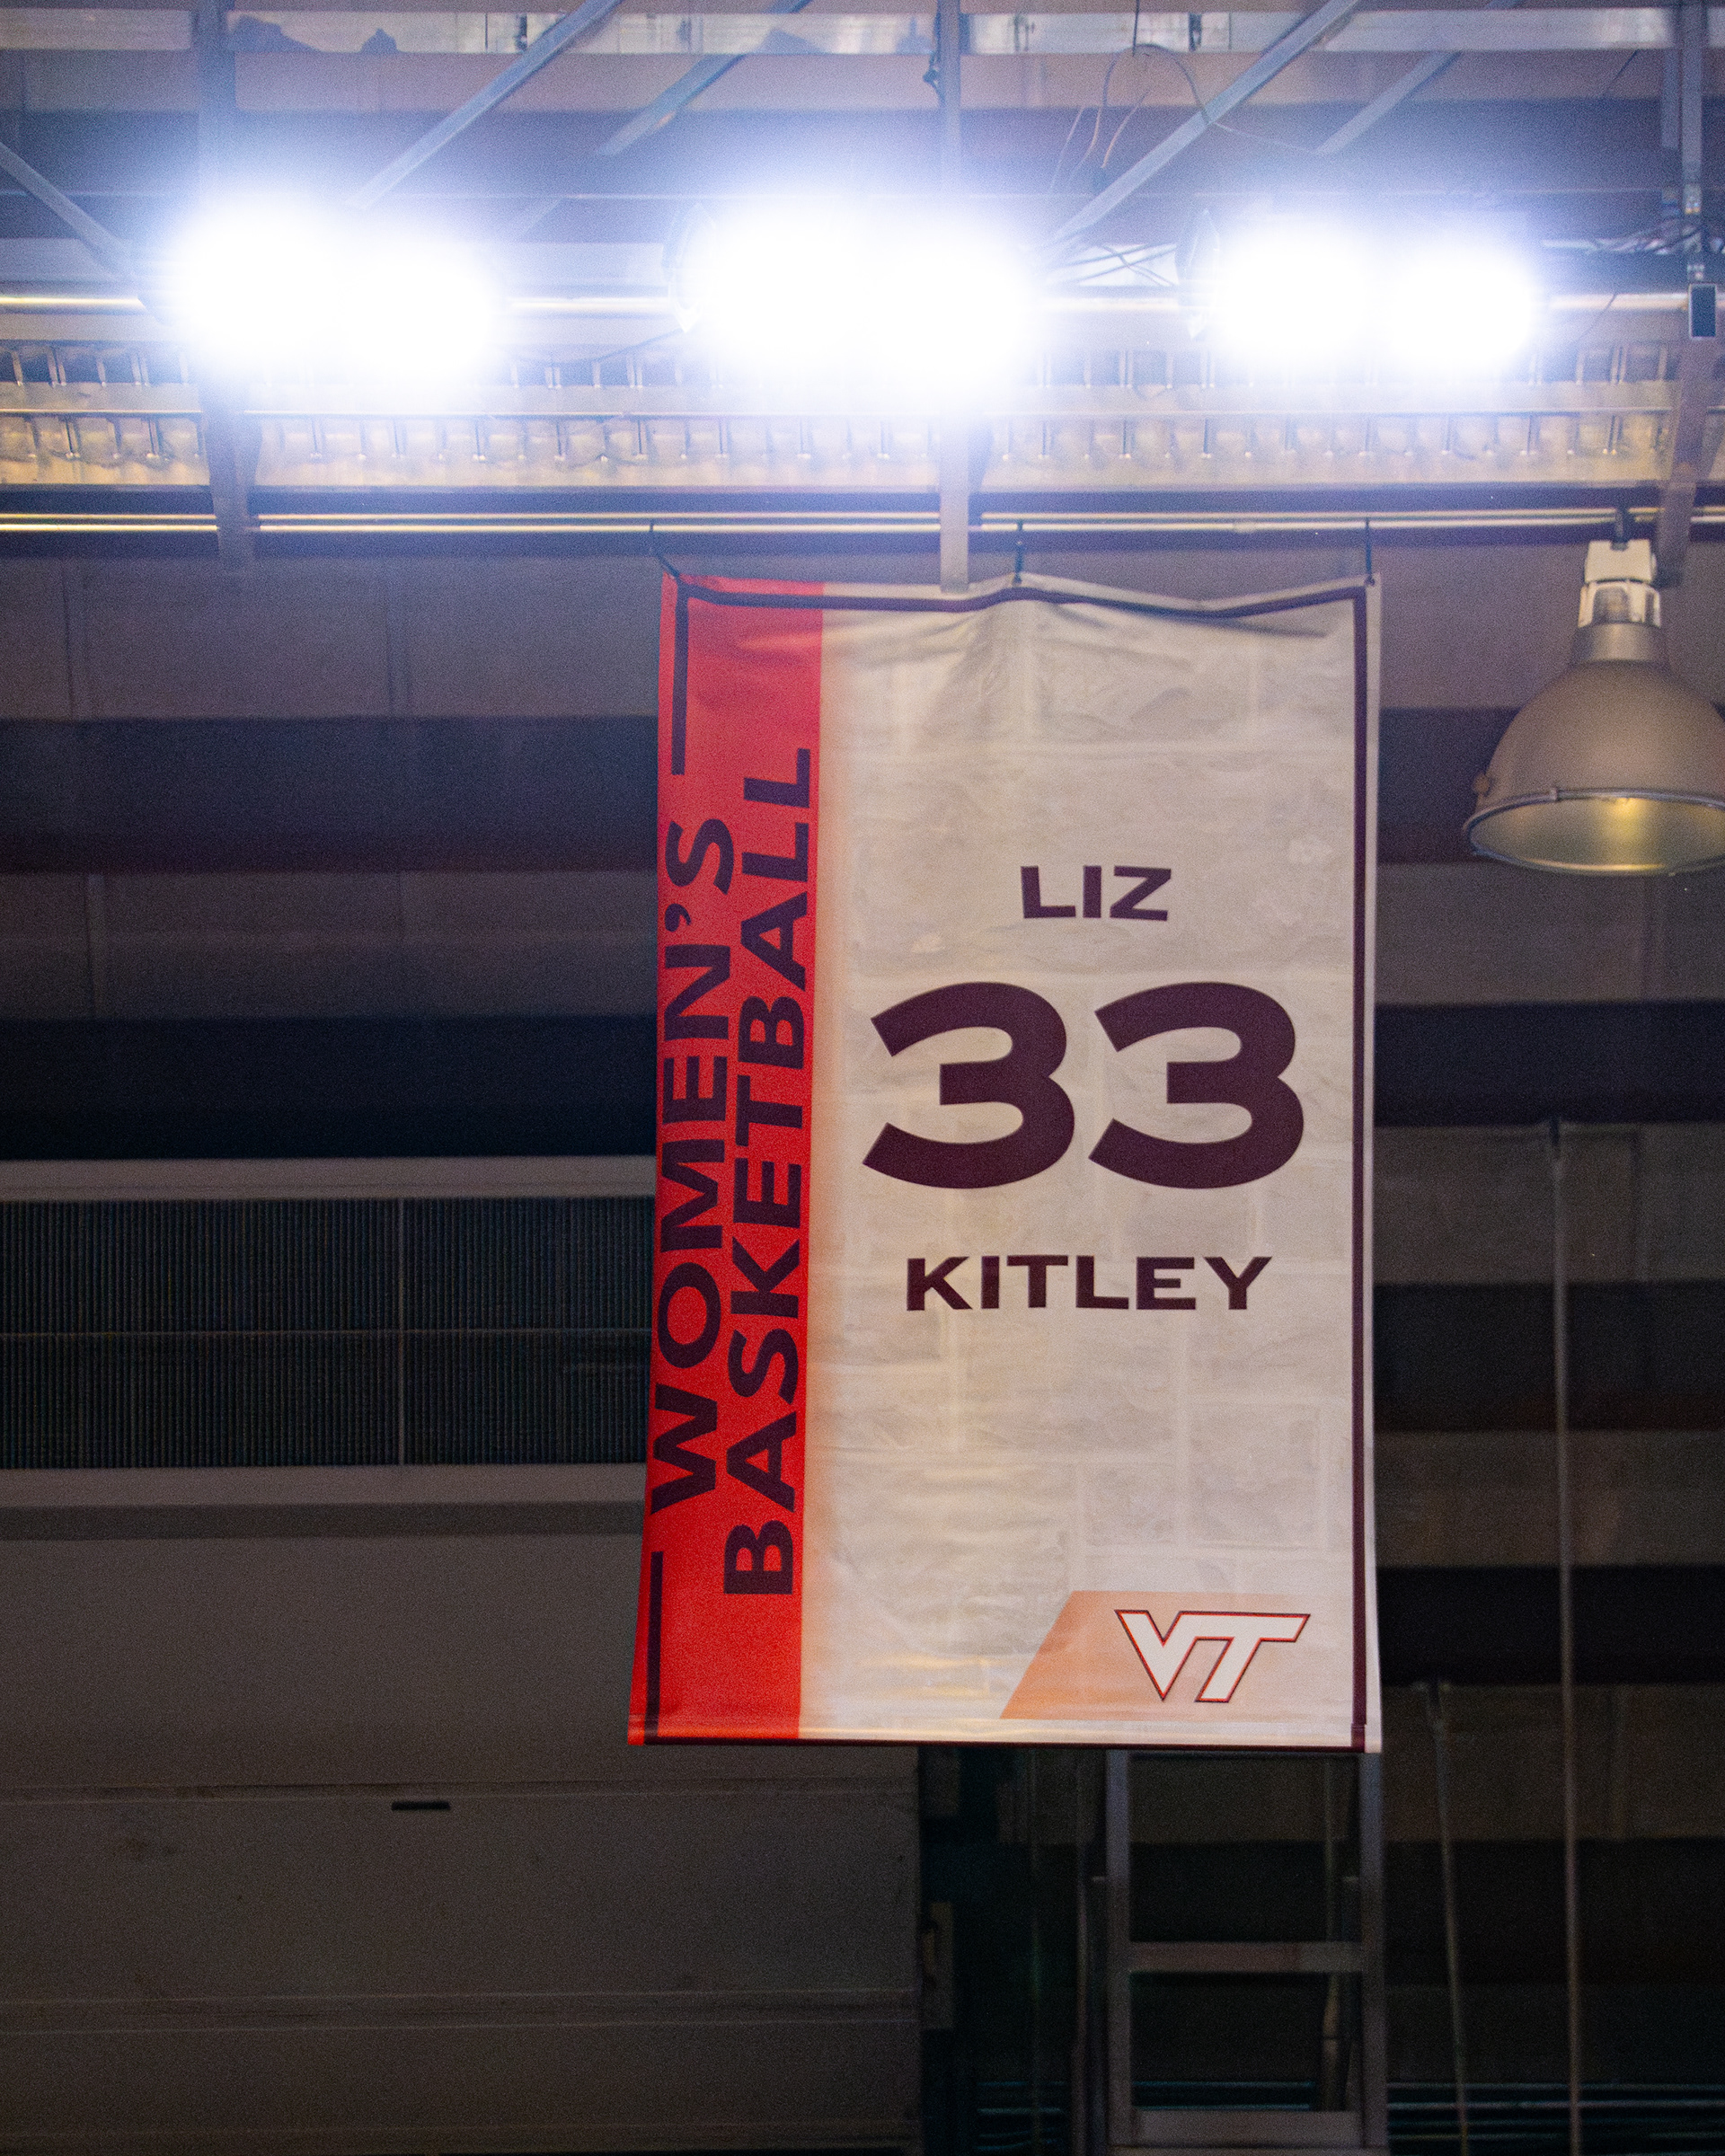 WOMEN'S
BASKETBALL
LIZ
33
KITLEY
VT